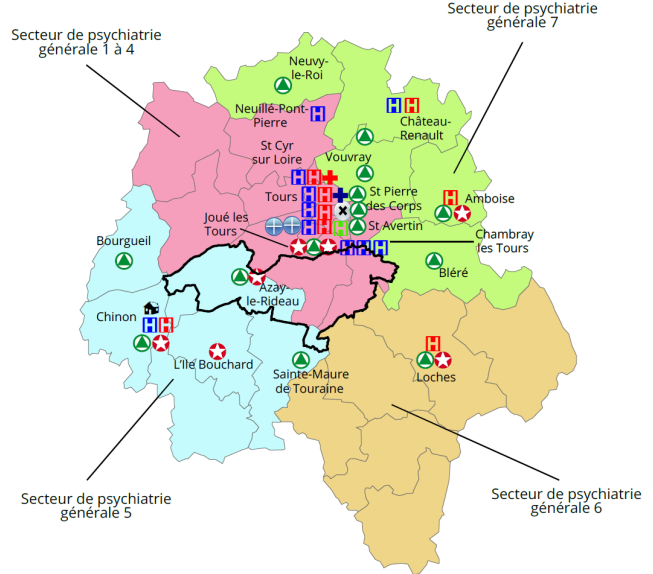 Secteur de psychiatrie
générale 7
Secteur de psychiatrie
générale 1 à 4
Neuvy-
le-Roi
Neuillé-Pont-
Pierre
Château-
Renault
St Cyr
sur Loire
Vouvray
Tours
St Pierre
des Corps
Amboise
Joué les
Tours
St Avertin
Chambray
les Tours
Bourgueil
Bléré
Azay-
le-Rideau
Chinon
L'Ile Bouchard
Sainte-Maure
de Touraine
Loches
Secteur de psychiatrie
générale 5
Secteur de psychiatrie
générale 6